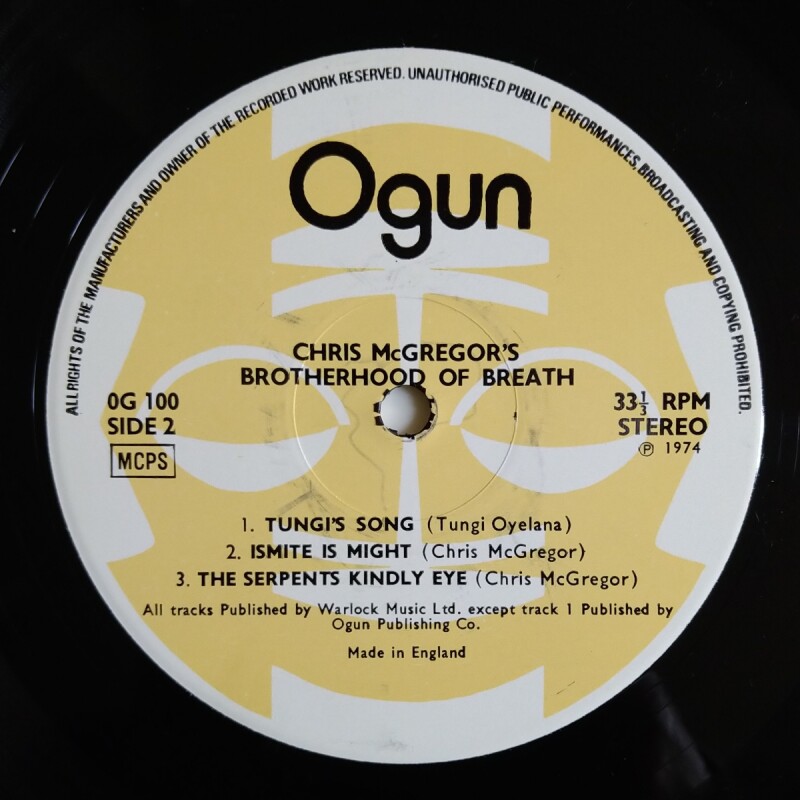 ALL RIGHTS OF THE MANUFACTURERS AND OWNER OF THE RECORDED WORK RESERVED. UNAUTHORISED PUBLIC PERFORMANCES, BROADCASTING AND COPYING PROHIBITED.
Ogun
CHRIS McGREGOR'S
BROTHERHOOD OF BREATH
0G 100
SIDE 2
MCPS
33⅓ RPM
STEREO
℗ 1974
1. TUNGI'S SONG (Tungi Oyelana)
2. ISMITE IS MIGHT (Chris McGregor)
3. THE SERPENTS KINDLY EYE (Chris McGregor)
All tracks Published by Warlock Music Ltd. except track 1 Published by
Ogun Publishing Co.
Made in England